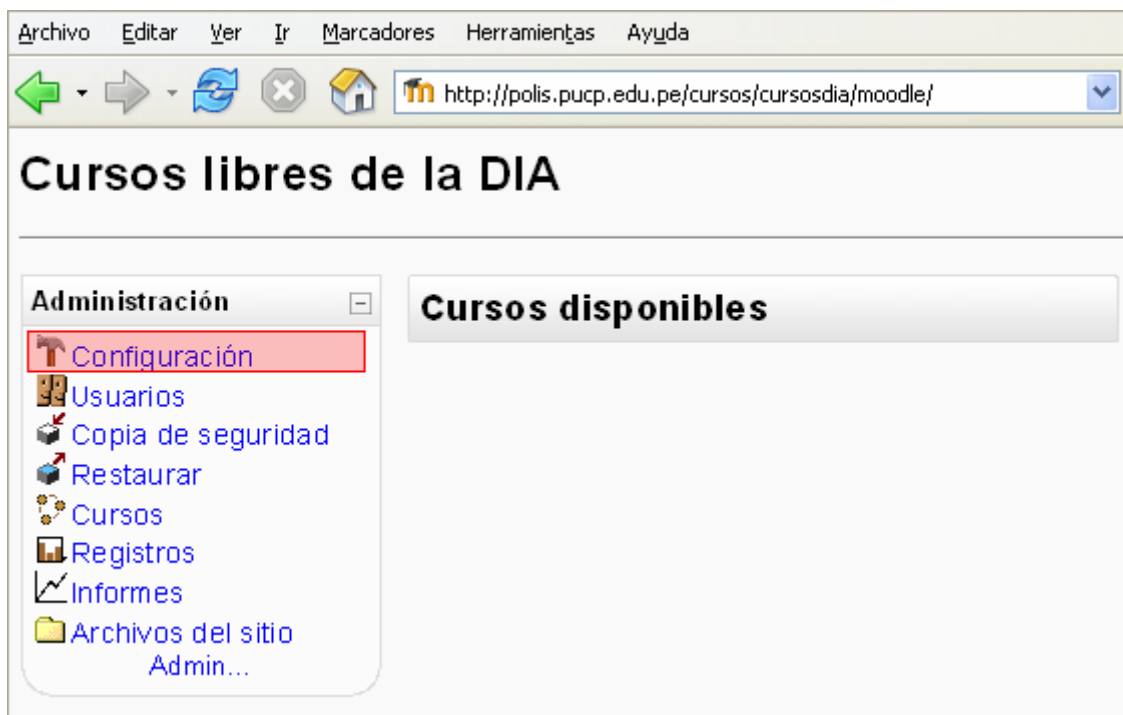 Archivo Editar Ver Ir Marcadores Herramientas Ayuda
http://polis.pucp.edu.pe/cursos/cursosdia/moodle/
Cursos libres de la DIA
Administración
Configuración
Usuarios
Copia de seguridad
Restaurar
Cursos
Registros
Informes
Archivos del sitio
Admin...
Cursos disponibles